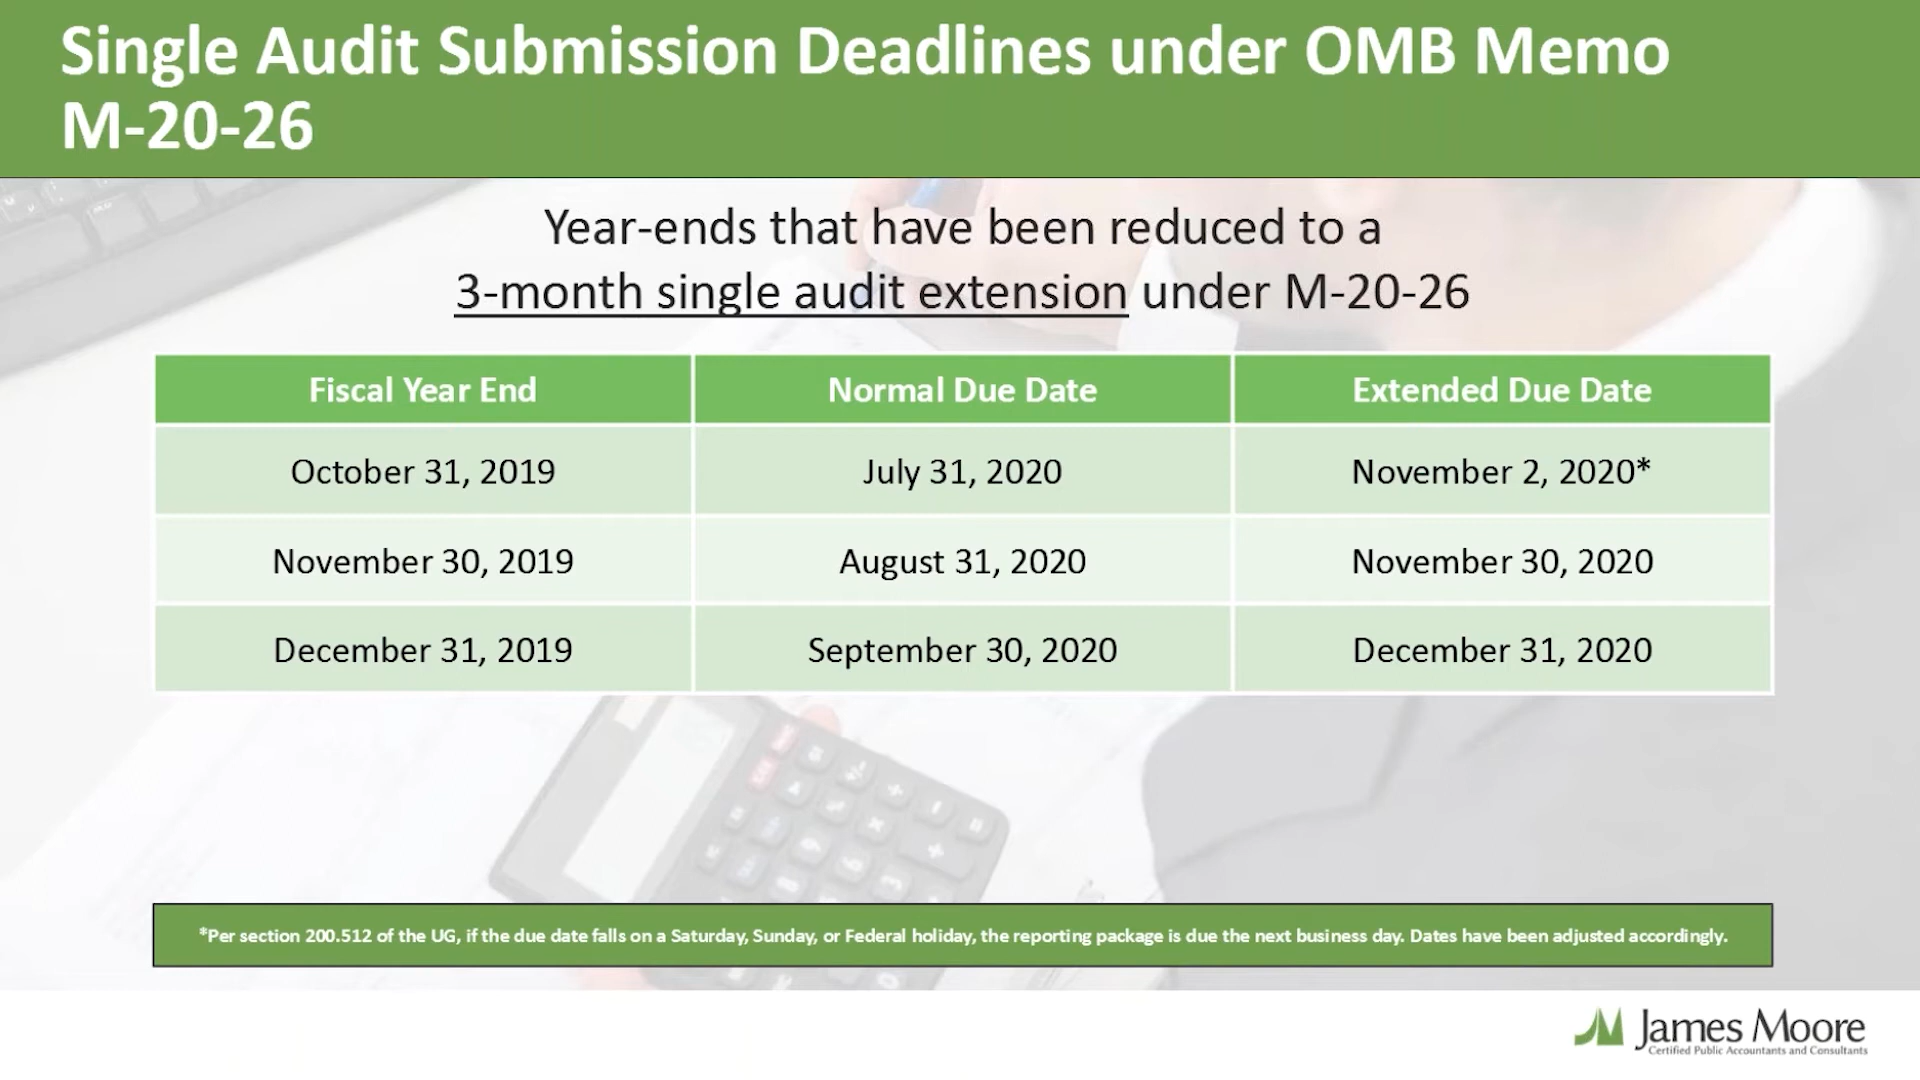 Single Audit Submission Deadlines under OMB Memo
M-20-26
Year-ends that have been reduced to a
3-month single audit extension under M-20-26
Fiscal Year End Normal Due Date Extended Due Date
October 31, 2019 July 31, 2020 November 2, 2020*
November 30, 2019 August 31, 2020 November 30, 2020
December 31, 2019 September 30, 2020 December 31, 2020
*Per section 200.512 of the UG, if the due date falls on a Saturday, Sunday, or Federal holiday, the reporting package is due the next business day. Dates have been adjusted accordingly.
James Moore
Certified Public Accountants and Consultants